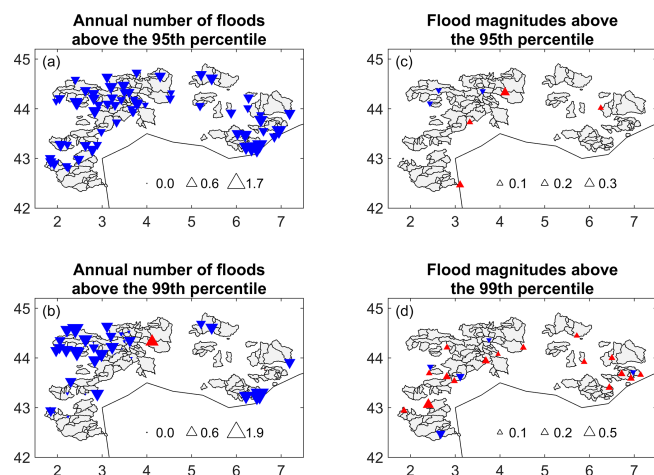 Annual number of floods
above the 95th percentile
(a)
45
44
43
42
2 3 4 5 6 7
0.0 0.6 1.7
Flood magnitudes above
the 95th percentile
(c)
45
44
43
42
2 3 4 5 6 7
0.1 0.2 0.3
Annual number of floods
above the 99th percentile
(b)
45
44
43
42
2 3 4 5 6 7
0.0 0.6 1.9
Flood magnitudes above
the 99th percentile
(d)
45
44
43
42
2 3 4 5 6 7
0.1 0.2 0.5